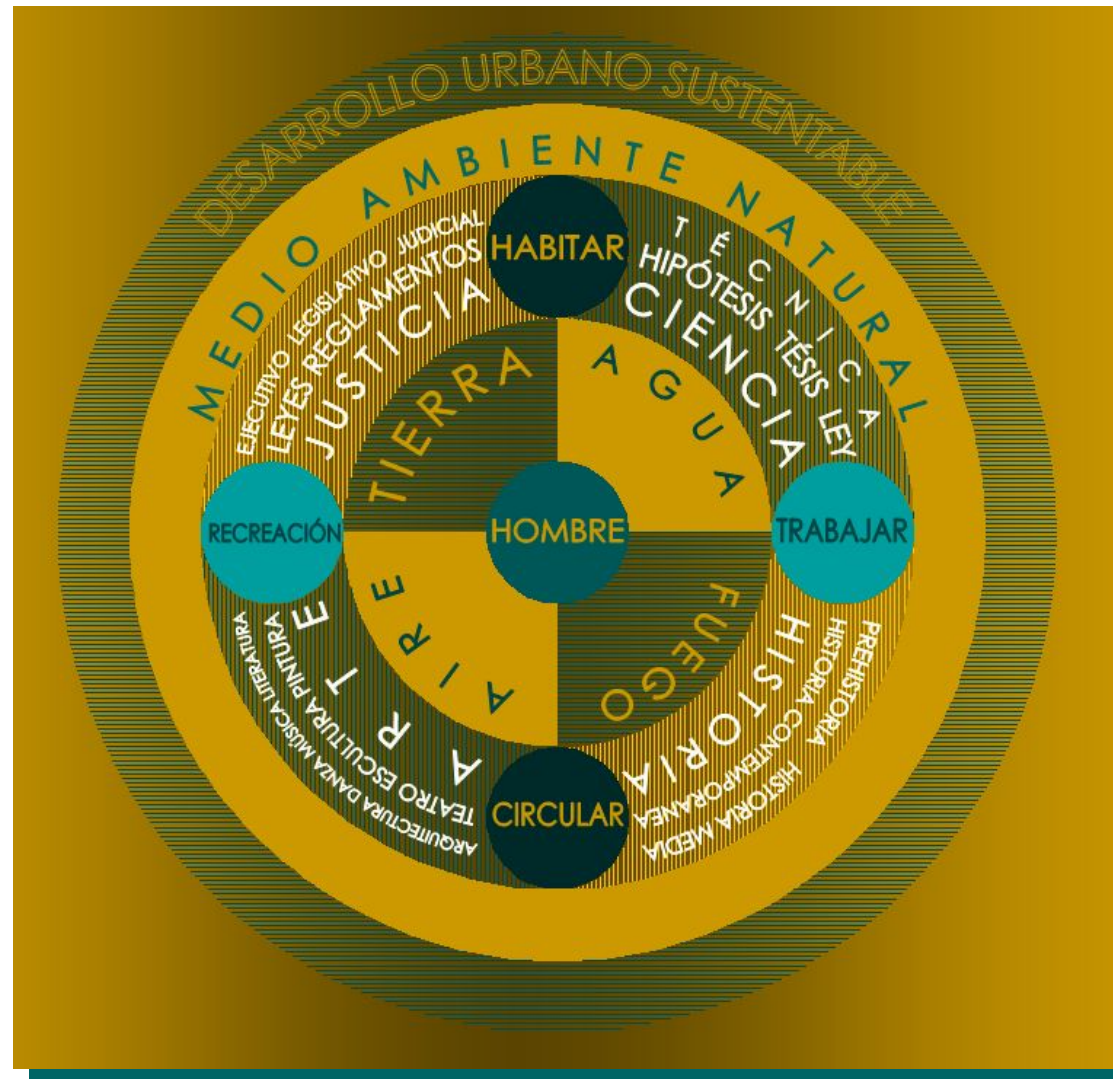 DESARROLLO URBANO SUSTENTABLE
MEDIO AMBIENTE NATURAL
EJECUTIVO LEGISLATIVO JUDICIAL
LEYES REGLAMENTOS
JUSTICIA
HABITAR
TÉCNICA
HIPÓTESIS TÉSIS LEY
CIENCIA
TIERRA
AGUA
RECREACIÓN
HOMBRE
TRABAJAR
AIRE
FUEGO
ARTE
TEATRO ESCULTURA PINTURA
ARQUITECTURA DANZA MÚSICA LITERATURA
CIRCULAR
HISTORIA
HISTORIA CONTEMPORANEA
PREHISTORIA
HISTORIA MEDIA